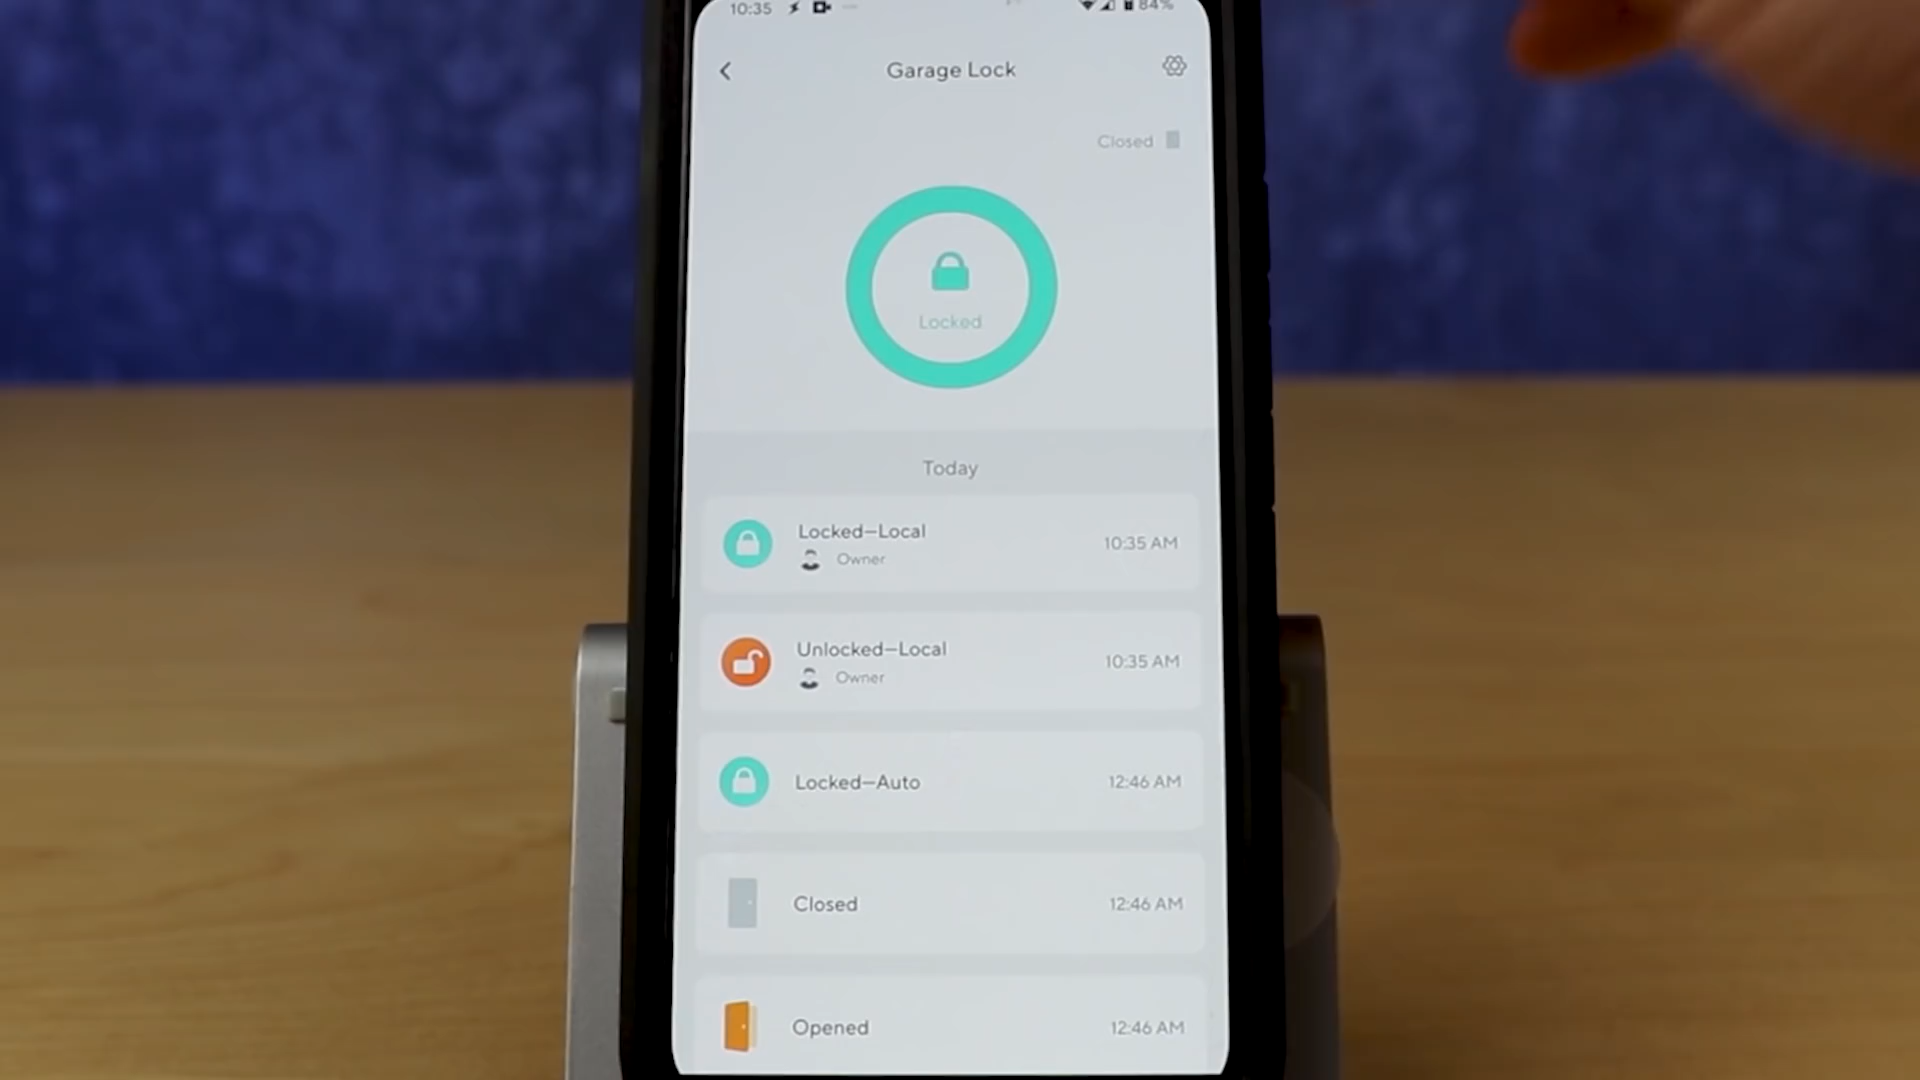 10:35 84%
Garage Lock
Closed
Locked
Today
Locked–Local
Owner
10:35 AM
Unlocked–Local
Owner
10:35 AM
Locked–Auto
12:46 AM
Closed
12:46 AM
Opened
12:46 AM